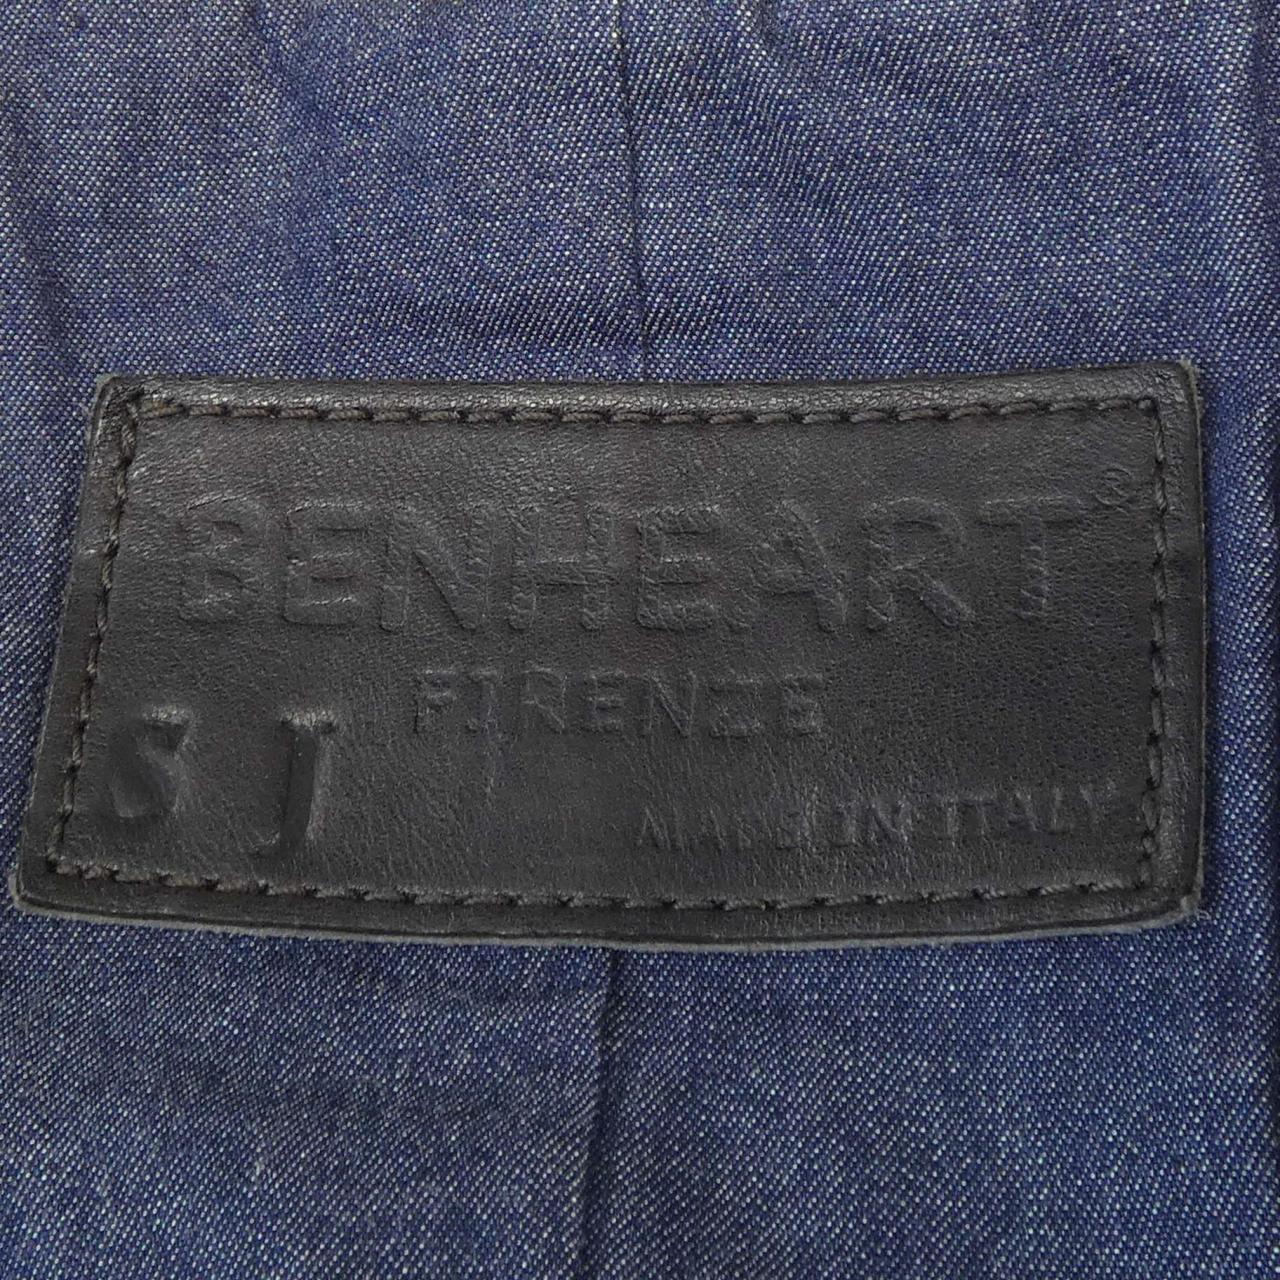 BENHEART®
FIRENZE
S J
MADE IN ITALY